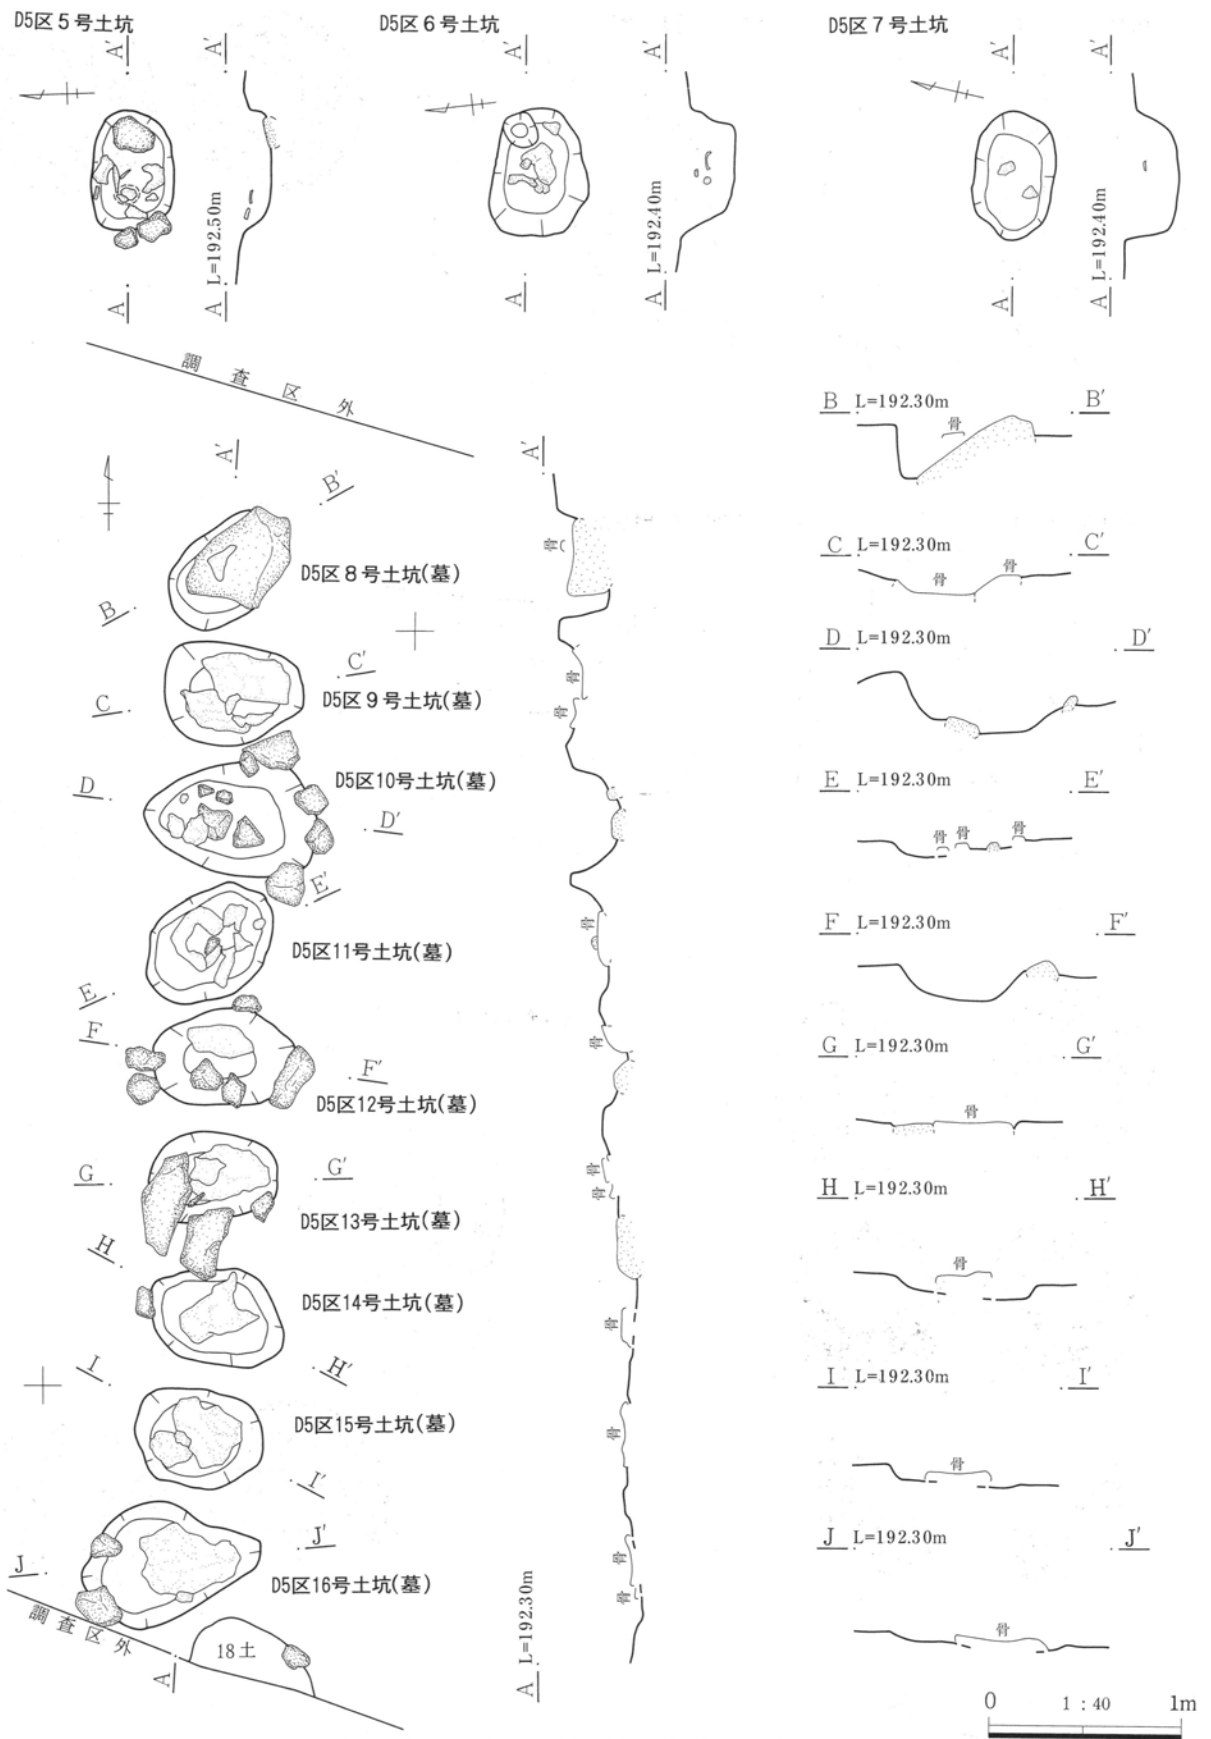 D5区5号土坑
D5区6号土坑
D5区7号土坑
A′
A′
A′
A′
A′
A′
L=192.50m
L=192.40m
L=192.40m
A
A
A
A
A
A
調査区外
A′
B′
B
D5区8号土坑(墓)
C′
C
D5区9号土坑(墓)
D
D5区10号土坑(墓)
D′
E′
D5区11号土坑(墓)
E
F
F′
D5区12号土坑(墓)
G
G′
D5区13号土坑(墓)
H
D5区14号土坑(墓)
I
H′
D5区15号土坑(墓)
I′
J′
J
D5区16号土坑(墓)
調査区外
18土
A
A′
骨
骨
骨
骨
骨
骨
骨
骨
骨
骨
骨
A L=192.30m
B L=192.30m B′
骨
C L=192.30m C′
骨 骨
D L=192.30m D′
E L=192.30m E′
骨 骨 骨
F L=192.30m F′
G L=192.30m G′
骨
H L=192.30m H′
骨
I L=192.30m I′
骨
J L=192.30m J′
骨
0 1:40 1m